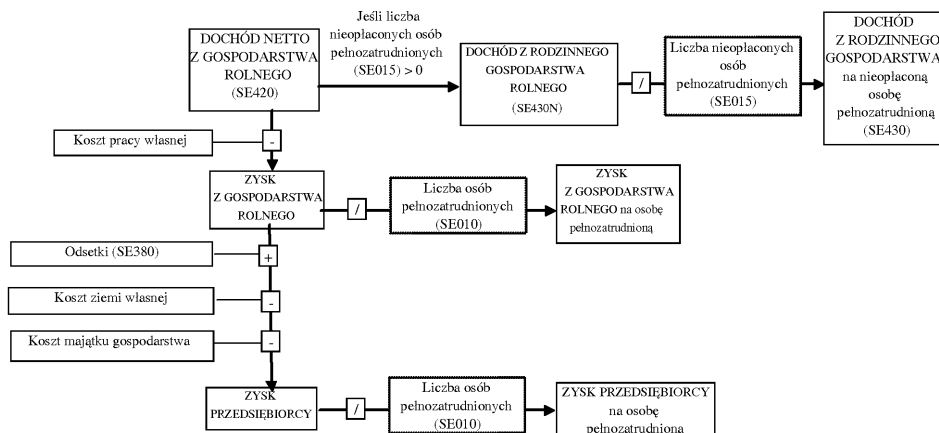 DOCHÓD NETTO
Z GOSPODARSTWA
ROLNEGO
(SE420)
Jeśli liczba
nieopłaconych osób
pełnozatrudnionych
(SE015) > 0
DOCHÓD Z RODZINNEGO
GOSPODARSTWA
ROLNEGO
(SE430N)
/
Liczba nieopłaconych
osób
pełnozatrudnionych
(SE015)
DOCHÓD
Z RODZINNEGO
GOSPODARSTWA
na nieopłaconą
osobę
pełnozatrudnioną
(SE430)
Koszt pracy własnej
-
ZYSK
Z GOSPODARSTWA
ROLNEGO
/
Liczba osób
pełnozatrudnionych
(SE010)
ZYSK
Z GOSPODARSTWA
ROLNEGO na osobę
pełnozatrudnioną
Odsetki (SE380)
+
Koszt ziemi własnej
-
Koszt majątku gospodarstwa
-
ZYSK
PRZEDSIĘBIORCY
/
Liczba osób
pełnozatrudnionych
(SE010)
ZYSK PRZEDSIĘBIORCY
na osobę
pełnozatrudnioną